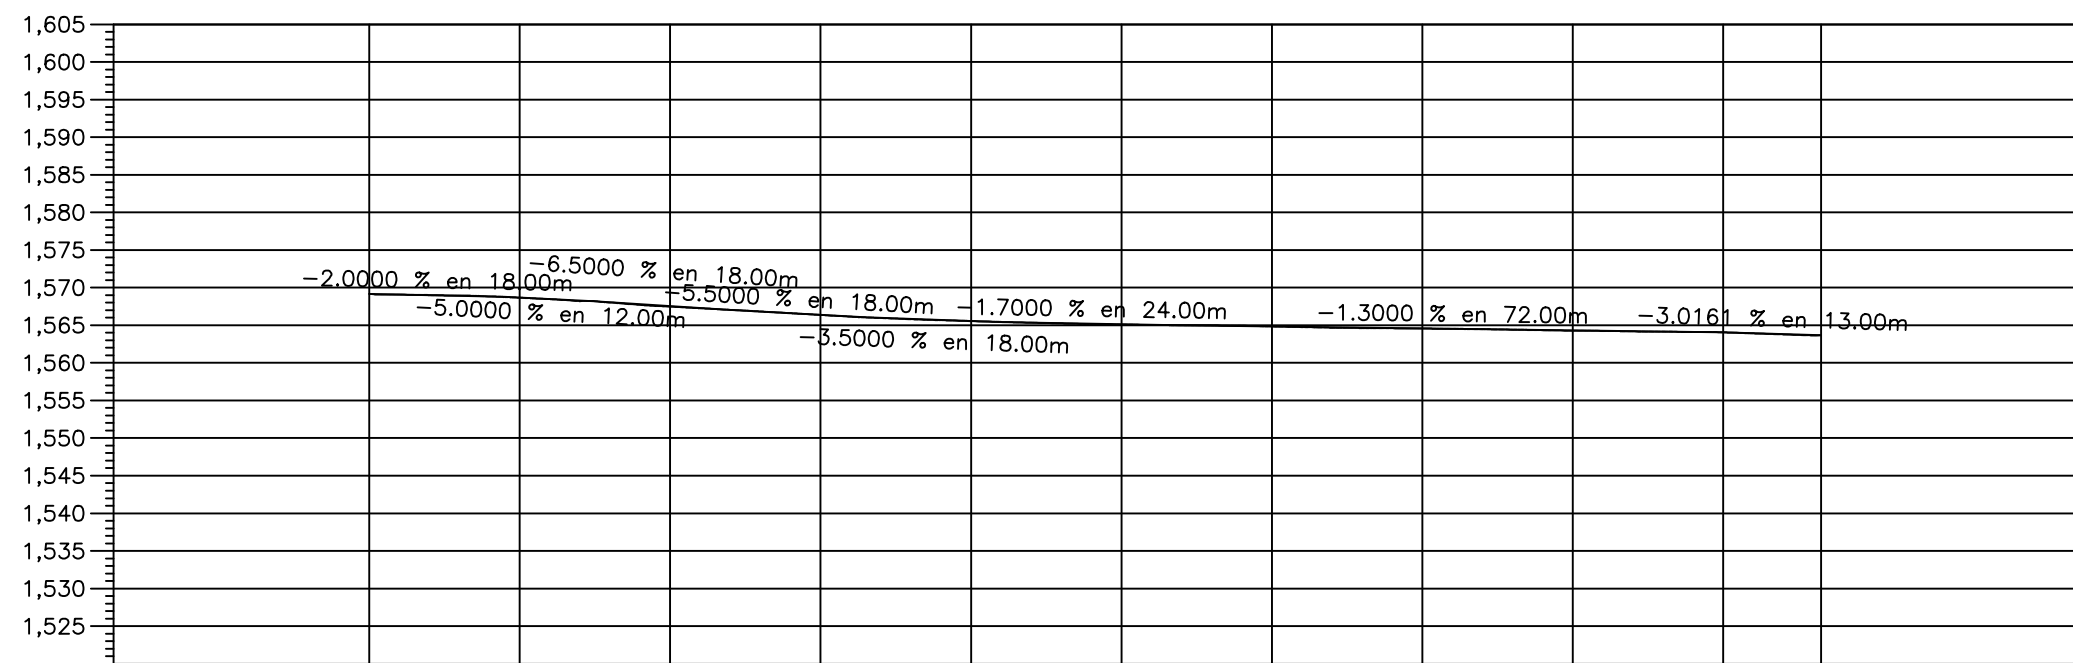 1,605
1,600
1,595
1,590
1,585
1,580
1,575
1,570
1,565
1,560
1,555
1,550
1,545
1,540
1,535
1,530
1,525
−2.0000 % en 18.00m
−5.0000 % en 12.00m
−6.5000 % en 18.00m
−5.5000 % en 18.00m
−3.5000 % en 18.00m
−1.7000 % en 24.00m
−1.3000 % en 72.00m
−3.0161 % en 13.00m